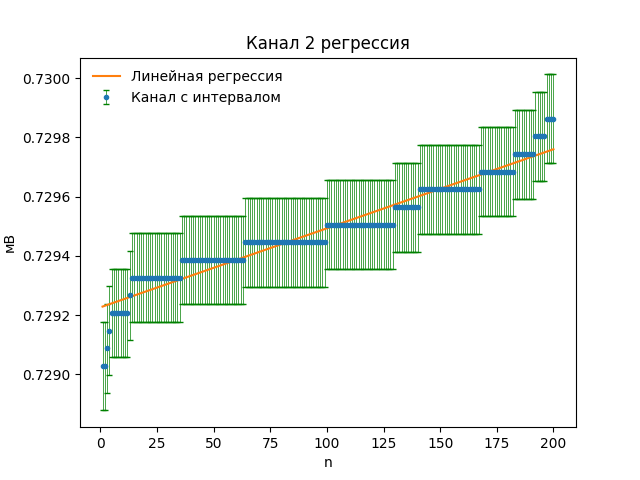 Канал 2 регрессия
Линейная регрессия
Канал с интервалом
0.7300
0.7298
0.7296
0.7294
0.7292
0.7290
мВ
0 25 50 75 100 125 150 175 200
n